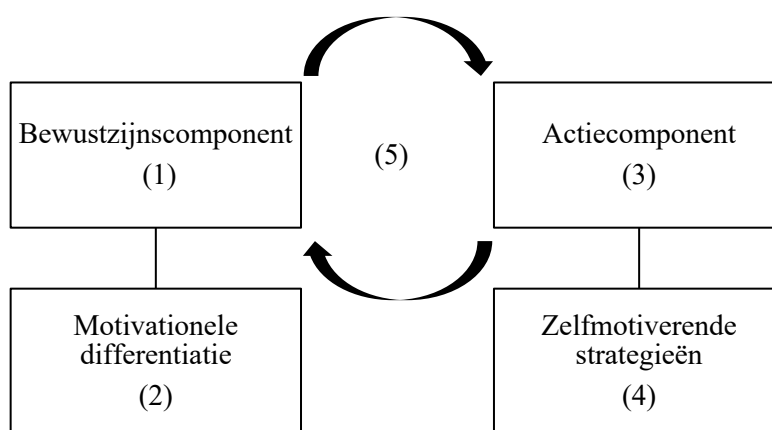 Bewustzijnscomponent
(1)
(5)
Actiecomponent
(3)
Motivationele
differentiatie
(2)
Zelfmotiverende
strategieën
(4)